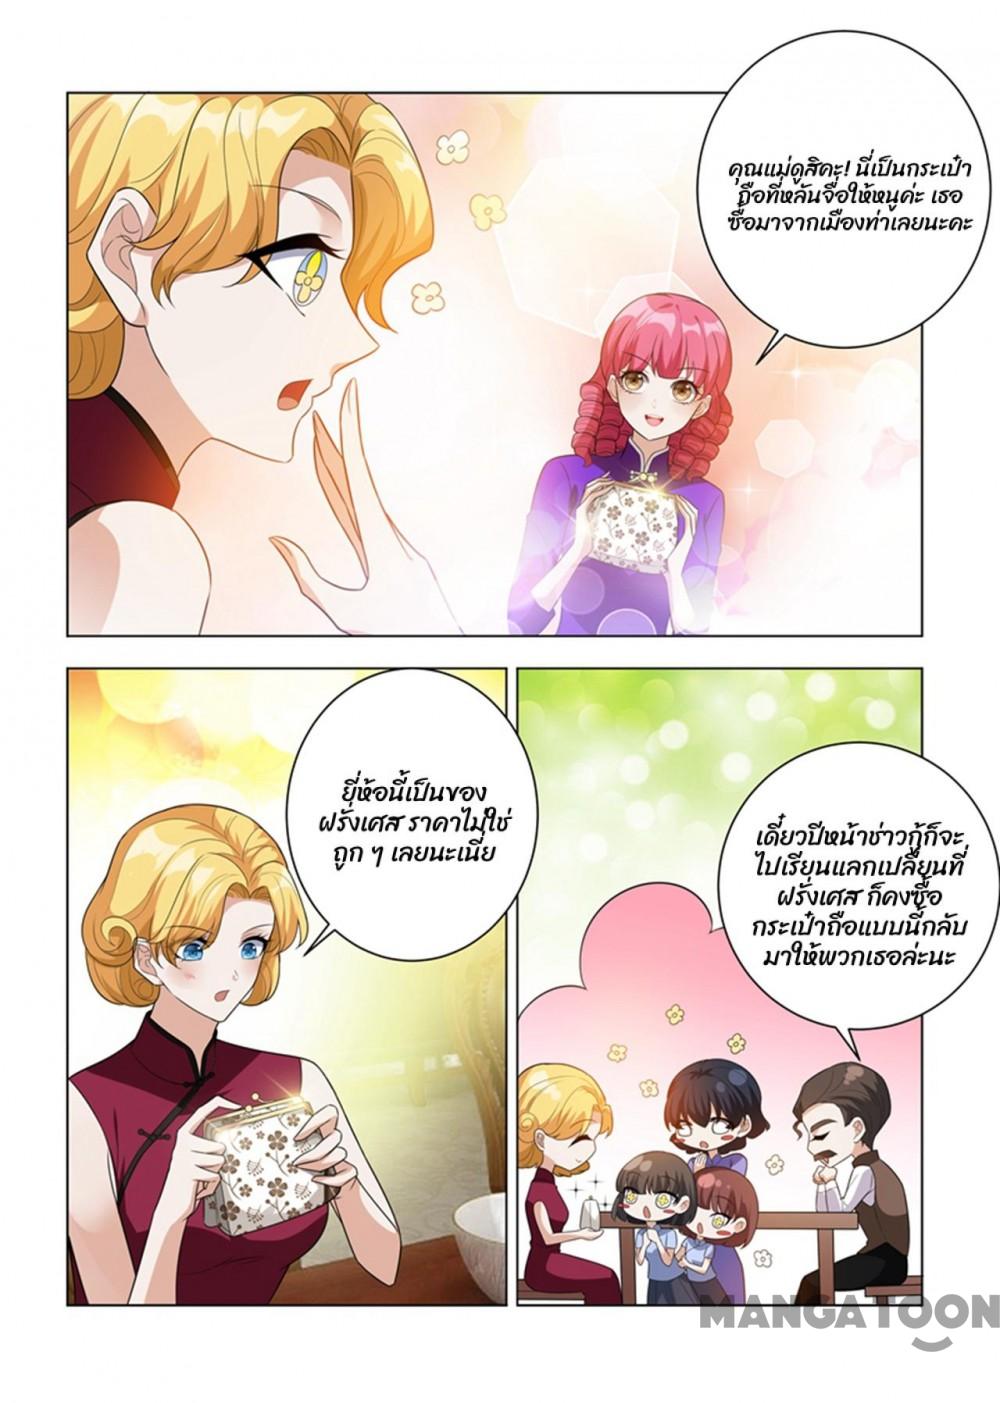 คุณแม่ดูสิคะ! นี่เป็นกระเป๋า
ถือที่หลันจื่อให้หนูค่ะ เธอ
ซื้อมาจากเมืองท่าเลยนะคะ
ยี่ห้อนี้เป็นของ
ฝรั่งเศส ราคาไม่ใช่
ถูก ๆ เลยนะเนี่ย
เดี๋ยวปีหน้าช่าวกู้ก็จะ
ไปเรียนแลกเปลี่ยนที่
ฝรั่งเศส ก็คงซื้อ
กระเป๋าถือแบบนี้กลับ
มาให้พวกเธอล่ะนะ
MANGATOON